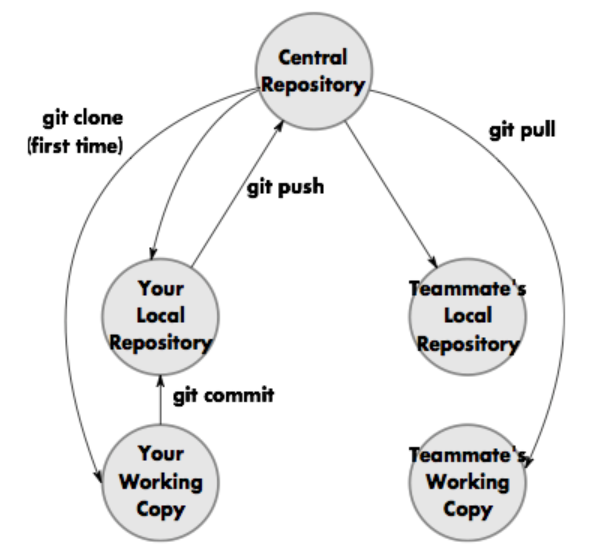 Central
Repository
git clone
(first time)
git pull
git push
Your
Local
Repository
Teammate's
Local
Repository
git commit
Your
Working
Copy
Teammate's
Working
Copy